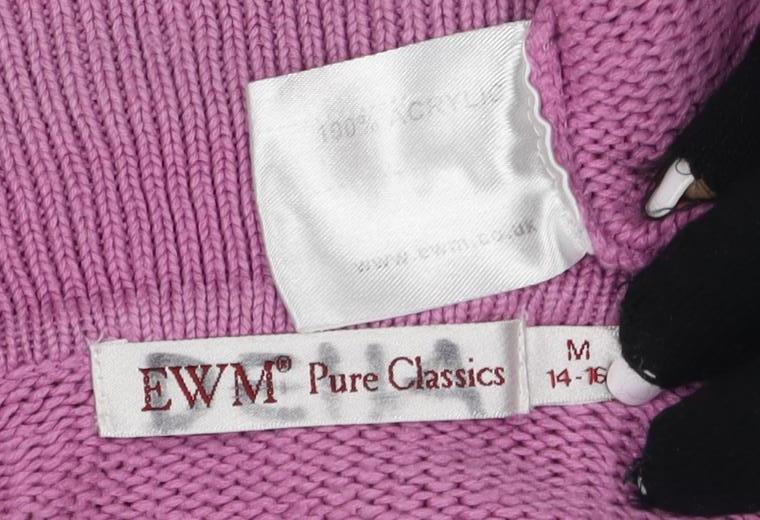 100% ACRYLIC
www.ewm.co.uk
EWM® Pure Classics
M
14-16